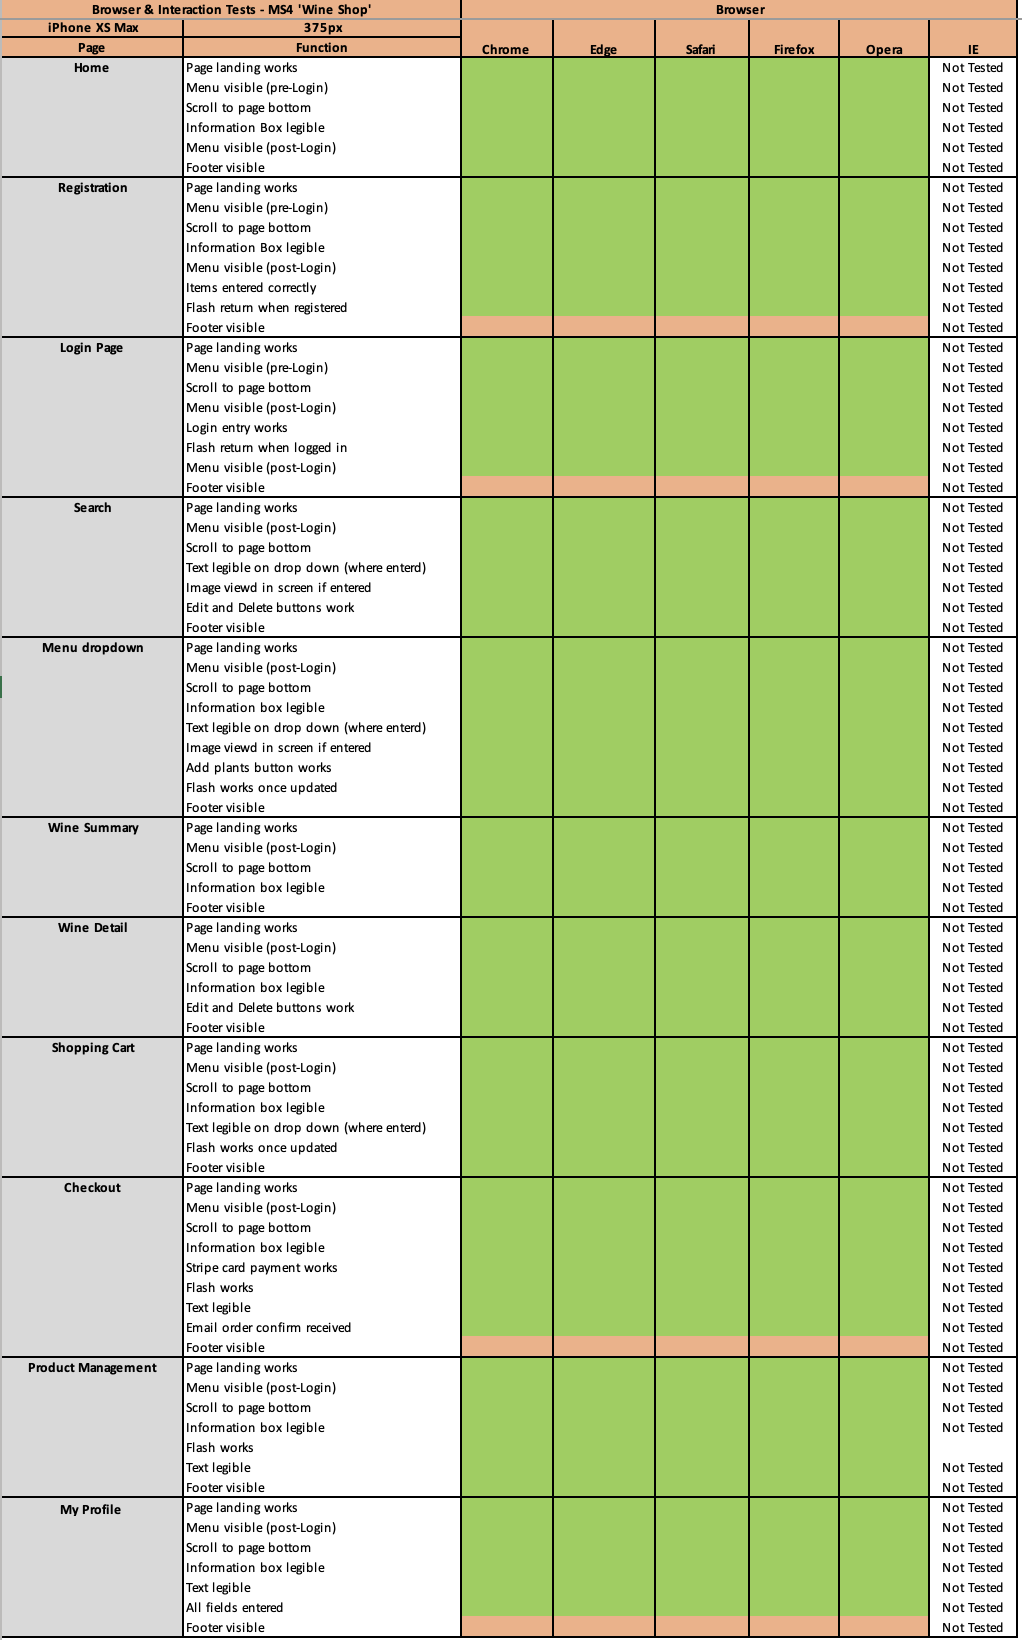 Browser & Interaction Tests - MS4 'Wine Shop' Browser
iPhone XS Max 375px
Page Function Chrome Edge Safari Firefox Opera IE
Home Page landing works Not Tested
Menu visible (pre-Login) Not Tested
Scroll to page bottom Not Tested
Information Box legible Not Tested
Menu visible (post-Login) Not Tested
Footer visible Not Tested
Registration Page landing works Not Tested
Menu visible (pre-Login) Not Tested
Scroll to page bottom Not Tested
Information Box legible Not Tested
Menu visible (post-Login) Not Tested
Items entered correctly Not Tested
Flash return when registered Not Tested
Footer visible Not Tested
Login Page Page landing works Not Tested
Menu visible (pre-Login) Not Tested
Scroll to page bottom Not Tested
Menu visible (post-Login) Not Tested
Login entry works Not Tested
Flash return when logged in Not Tested
Menu visible (post-Login) Not Tested
Footer visible Not Tested
Search Page landing works Not Tested
Menu visible (post-Login) Not Tested
Scroll to page bottom Not Tested
Text legible on drop down (where enterd) Not Tested
Image viewd in screen if entered Not Tested
Edit and Delete buttons work Not Tested
Footer visible Not Tested
Menu dropdown Page landing works Not Tested
Menu visible (post-Login) Not Tested
Scroll to page bottom Not Tested
Information box legible Not Tested
Text legible on drop down (where enterd) Not Tested
Image viewd in screen if entered Not Tested
Add plants button works Not Tested
Flash works once updated Not Tested
Footer visible Not Tested
Wine Summary Page landing works Not Tested
Menu visible (post-Login) Not Tested
Scroll to page bottom Not Tested
Information box legible Not Tested
Footer visible Not Tested
Wine Detail Page landing works Not Tested
Menu visible (post-Login) Not Tested
Scroll to page bottom Not Tested
Information box legible Not Tested
Edit and Delete buttons work Not Tested
Footer visible Not Tested
Shopping Cart Page landing works Not Tested
Menu visible (post-Login) Not Tested
Scroll to page bottom Not Tested
Information box legible Not Tested
Text legible on drop down (where enterd) Not Tested
Flash works once updated Not Tested
Footer visible Not Tested
Checkout Page landing works Not Tested
Menu visible (post-Login) Not Tested
Scroll to page bottom Not Tested
Information box legible Not Tested
Stripe card payment works Not Tested
Flash works Not Tested
Text legible Not Tested
Email order confirm received Not Tested
Footer visible Not Tested
Product Management Page landing works Not Tested
Menu visible (post-Login) Not Tested
Scroll to page bottom Not Tested
Information box legible Not Tested
Flash works
Text legible Not Tested
Footer visible Not Tested
My Profile Page landing works Not Tested
Menu visible (post-Login) Not Tested
Scroll to page bottom Not Tested
Information box legible Not Tested
Text legible Not Tested
All fields entered Not Tested
Footer visible Not Tested